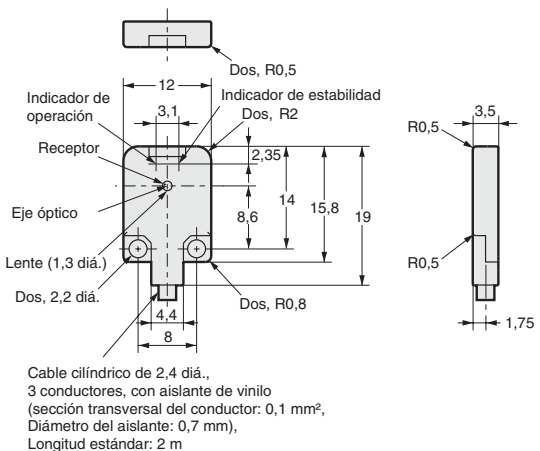 Dos, R0,5
12
Indicador de
operación
3,1
Indicador de estabilidad
Dos, R2
Receptor
2,35
Eje óptico
8,6
14
15,8
19
Lente (1,3 diá.)
Dos, 2,2 diá.
Dos, R0,8
4,4
8
3,5
R0,5
R0,5
1,75
Cable cilíndrico de 2,4 diá.,
3 conductores, con aislante de vinilo
(sección transversal del conductor: 0,1 mm²,
Diámetro del aislante: 0,7 mm),
Longitud estándar: 2 m